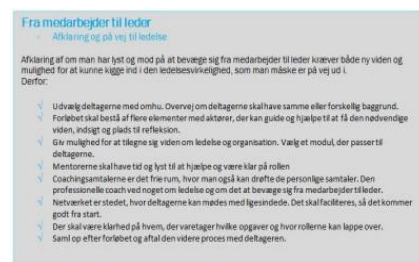 Fra medarbejder til leder
- Afklaring og på vej til ledelse
Afklaring af om man har lyst og mod på at bevæge sig fra medarbejder til leder kræver både ny viden og
mulighed for at kunne kigge ind i den ledelsesvirkelighed, som man måske er på vej ud i.
Derfor:
√ Udvælg deltagerne med omhu. Overvej om deltagerne skal have samme eller forskellig baggrund.
√ Forløbet skal bestå af flere elementer med aktører, der kan guide og hjælpe til at få den nødvendige
viden, indsigt og plads til refleksion.
√ Giv mulighed for at tilegne sig viden om ledelse og organisation. Vælg et modul, der passer til
deltagerne.
√ Mentorerne skal have tid og lyst til at hjælpe og være klar på rollen
√ Coachingsamtalerne er det frie rum, hvor man også kan drøfte de personlige samtaler. Den
professionelle coach ved noget om ledelse og om det at bevæge sig fra medarbejder til leder.
√ Netværket er stedet, hvor deltagerne kan mødes med ligesindede. Det skal faciliteres, så det kommer
godt fra start.
√ Der skal være klarhed på hvem, der varetager hvilke opgaver og hvor rollerne kan lappe over.
√ Saml op efter forløbet og aftal den videre proces med deltageren.